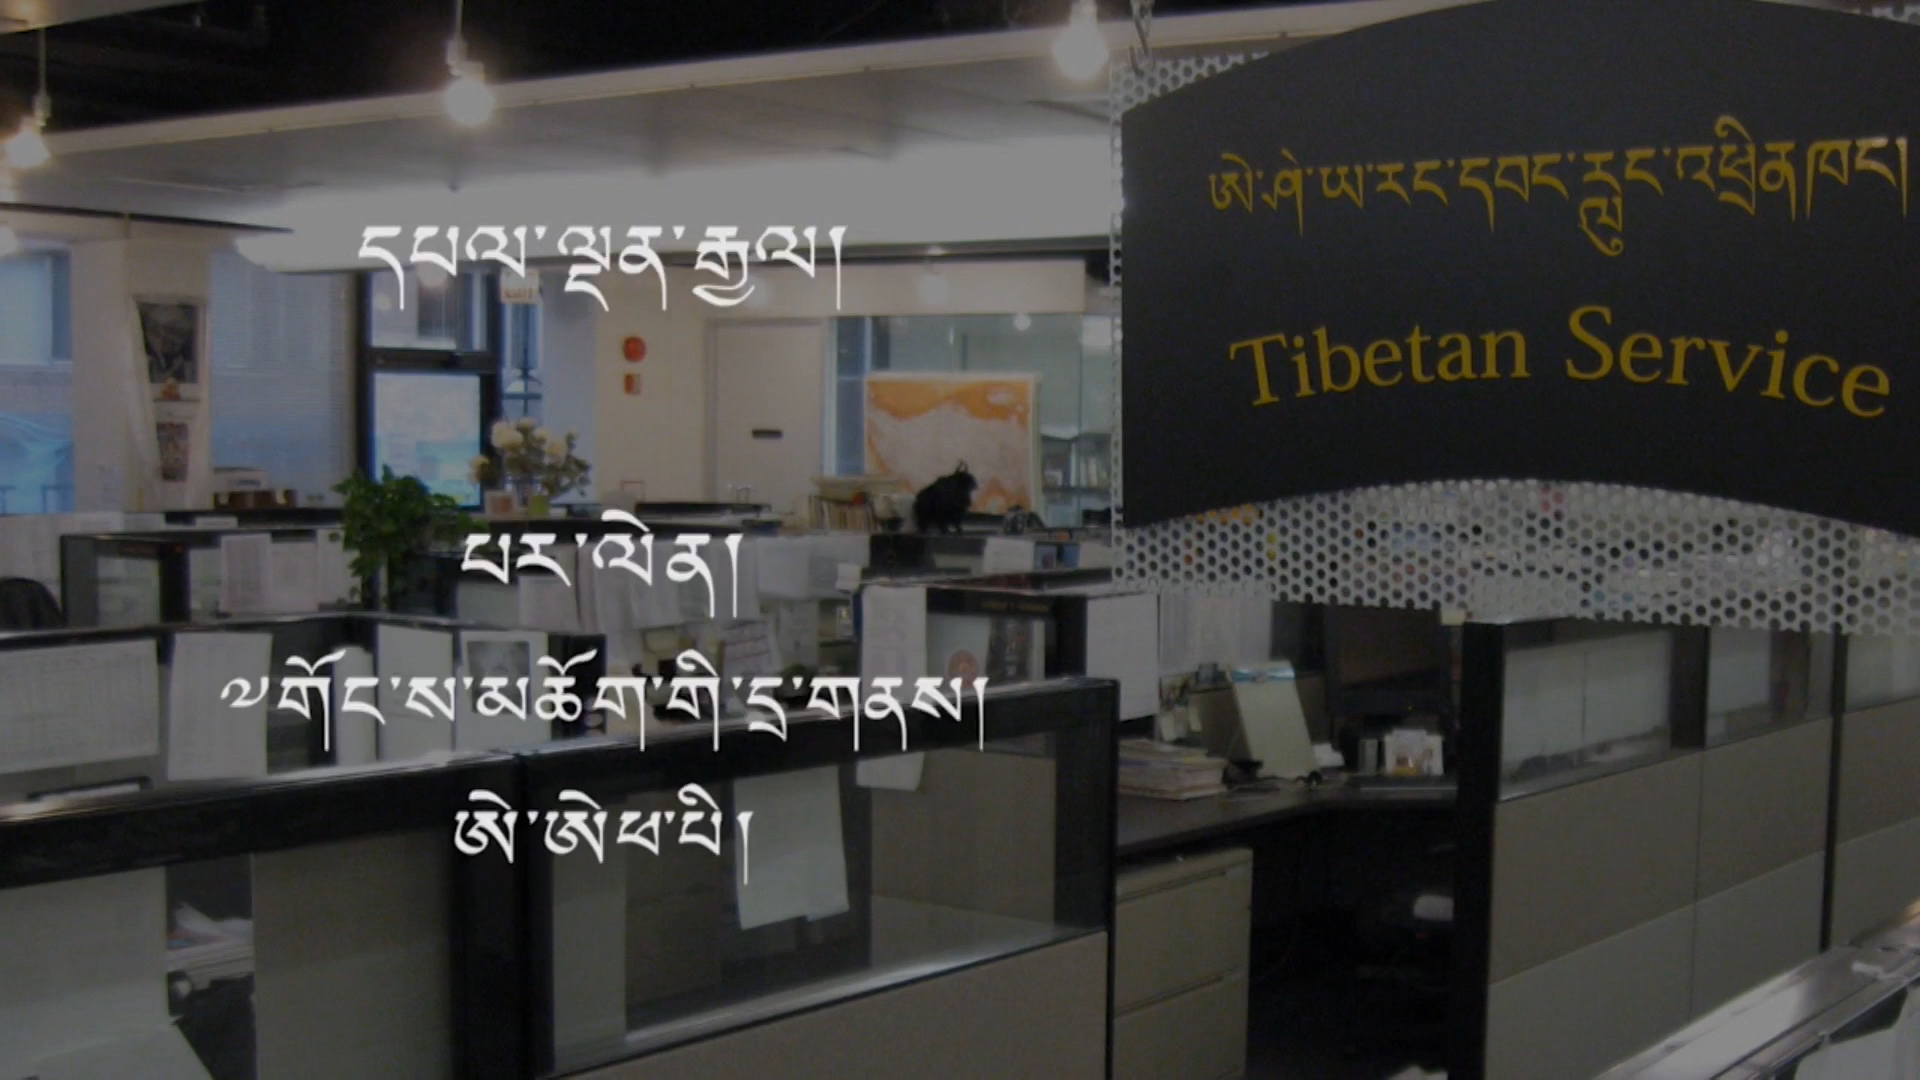 དཔལ་ལྡན་རྒྱལ།
པར་ལེན།
༧གོང་ས་མཆོག་གི་དྲ་གནས།
ཨེ་ཨེཕ་པི།
ཨེ་ཤེ་ཡ་རང་དབང་རླུང་འཕྲིན་ཁང།
Tibetan Service